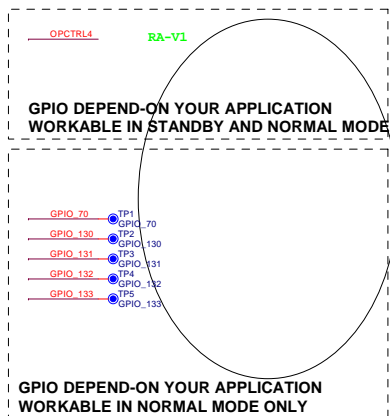 OPCTRL4
RA-V1
GPIO DEPEND-ON YOUR APPLICATION
WORKABLE IN STANDBY AND NORMAL MODE
GPIO_70
TP1
GPIO_70
GPIO_130
TP2
GPIO_130
GPIO_131
TP3
GPIO_131
GPIO_132
TP4
GPIO_132
GPIO_133
TP5
GPIO_133
GPIO DEPEND-ON YOUR APPLICATION
WORKABLE IN NORMAL MODE ONLY